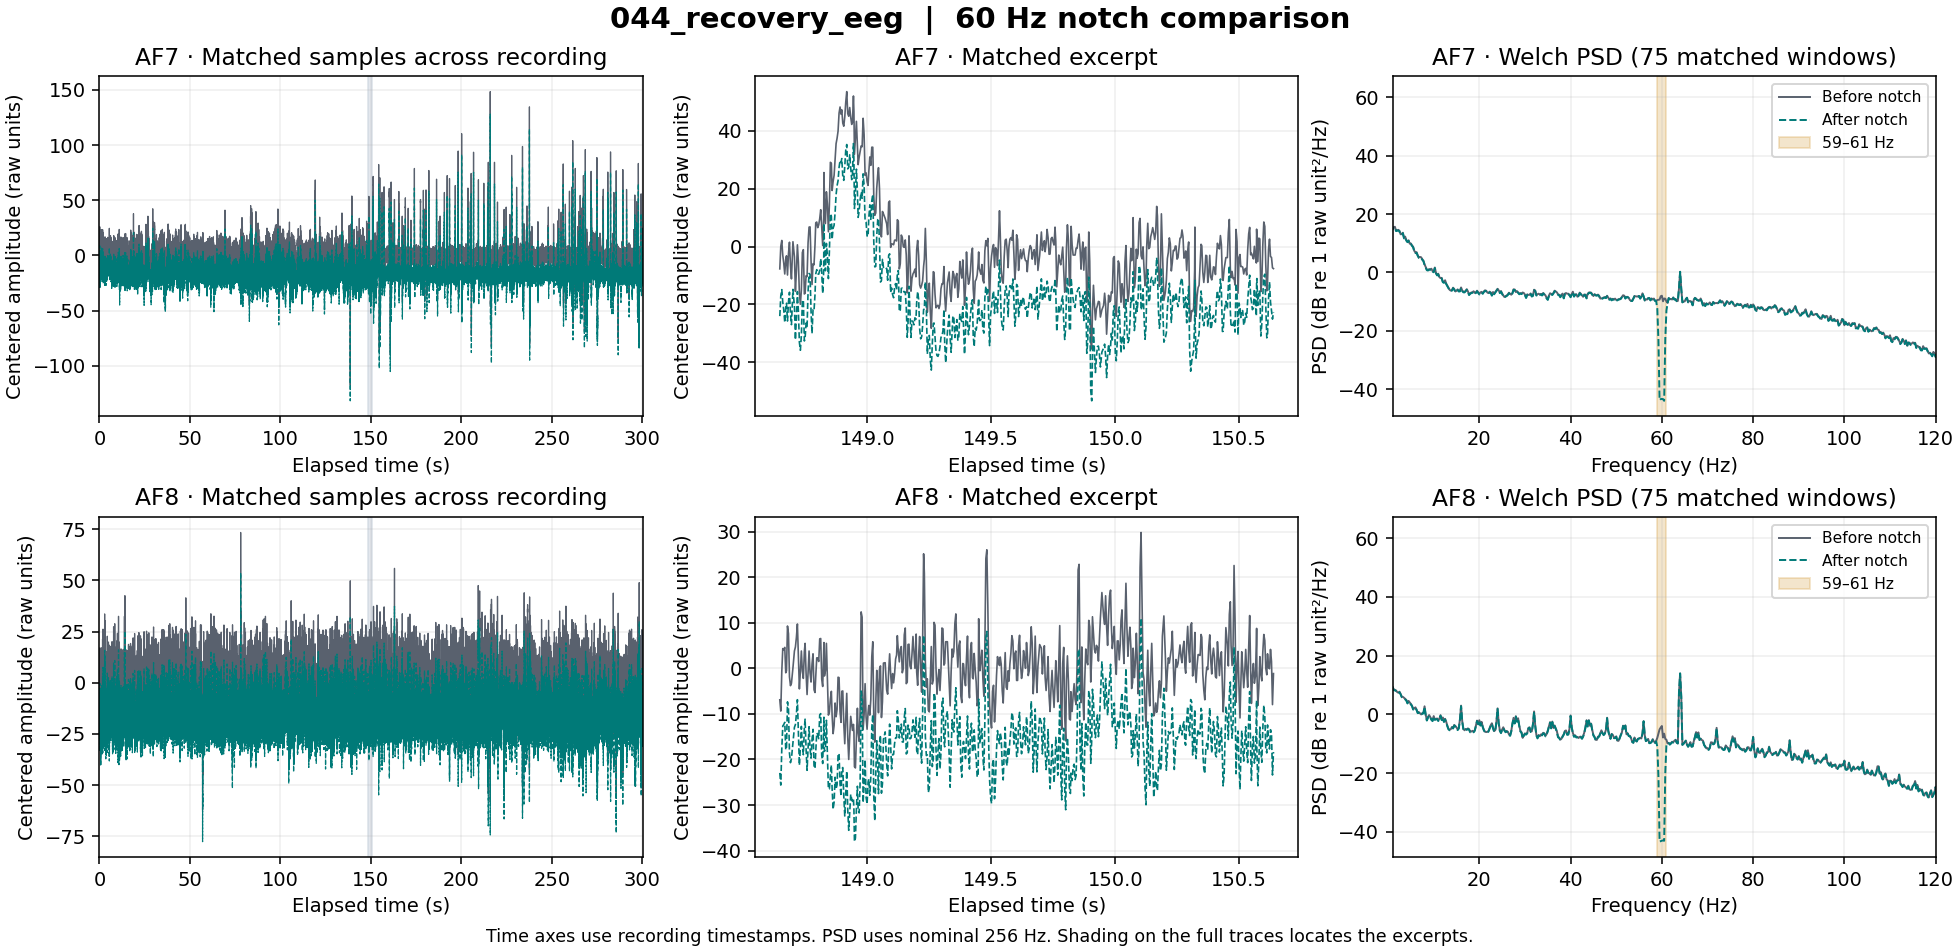 044_recovery_eeg | 60 Hz notch comparison
AF7 · Matched samples across recording
Centered amplitude (raw units)
150
100
50
0
−50
−100
0 50 100 150 200 250 300
Elapsed time (s)
AF7 · Matched excerpt
Centered amplitude (raw units)
40
20
0
−20
−40
149.0 149.5 150.0 150.5
Elapsed time (s)
AF7 · Welch PSD (75 matched windows)
PSD (dB re 1 raw unit²/Hz)
60
40
20
0
−20
−40
Before notch
After notch
59–61 Hz
20 40 60 80 100 120
Frequency (Hz)
AF8 · Matched samples across recording
Centered amplitude (raw units)
75
50
25
0
−25
−50
−75
0 50 100 150 200 250 300
Elapsed time (s)
AF8 · Matched excerpt
Centered amplitude (raw units)
30
20
10
0
−10
−20
−30
−40
149.0 149.5 150.0 150.5
Elapsed time (s)
AF8 · Welch PSD (75 matched windows)
PSD (dB re 1 raw unit²/Hz)
60
40
20
0
−20
−40
Before notch
After notch
59–61 Hz
20 40 60 80 100 120
Frequency (Hz)
Time axes use recording timestamps. PSD uses nominal 256 Hz. Shading on the full traces locates the excerpts.